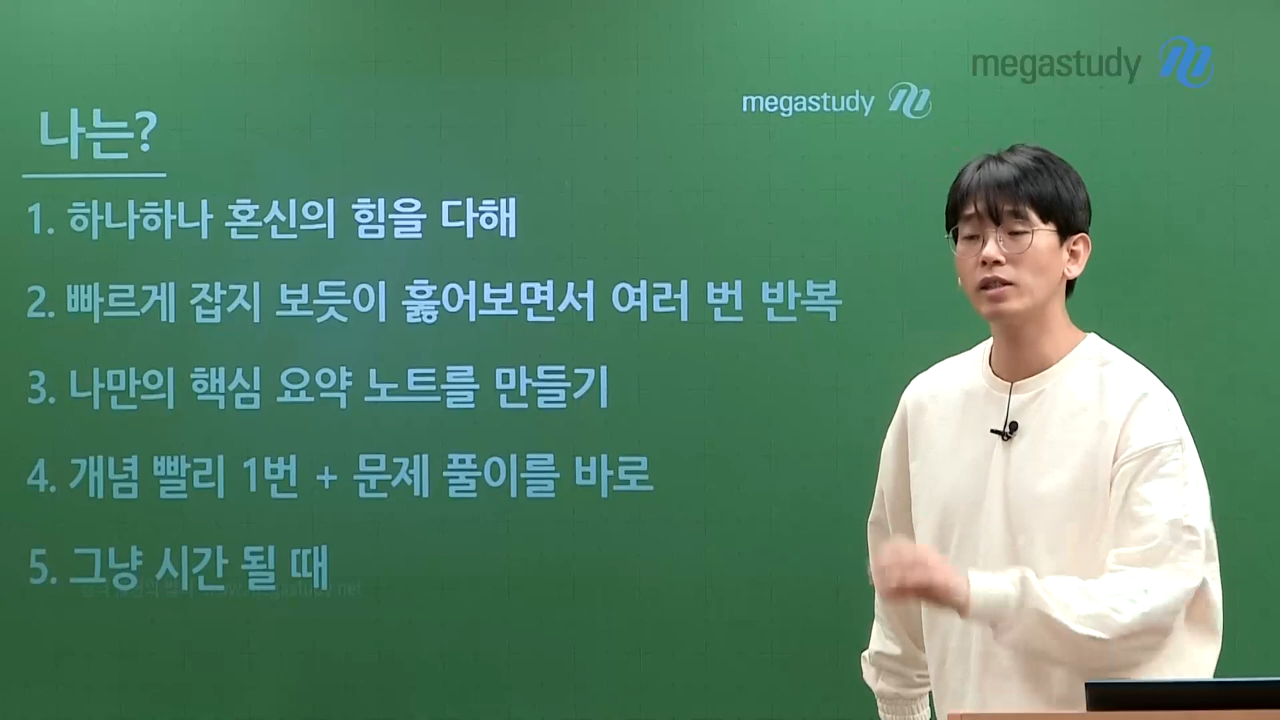 megastudy
megastudy
나는?
1. 하나하나 혼신의 힘을 다해
2. 빠르게 잡지 보듯이 훑어보면서 여러 번 반복
3. 나만의 핵심 요약 노트를 만들기
4. 개념 빨리 1번 + 문제 풀이를 바로
5. 그냥 시간 될 때